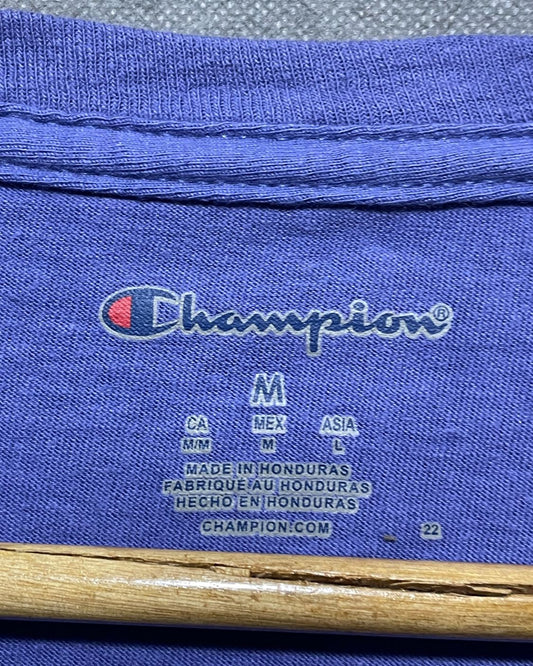 Champion®
M
CA MEX ASIA
M/M M L
MADE IN HONDURAS
FABRIQUÉ AU HONDURAS
HECHO EN HONDURAS
CHAMPION.COM 22